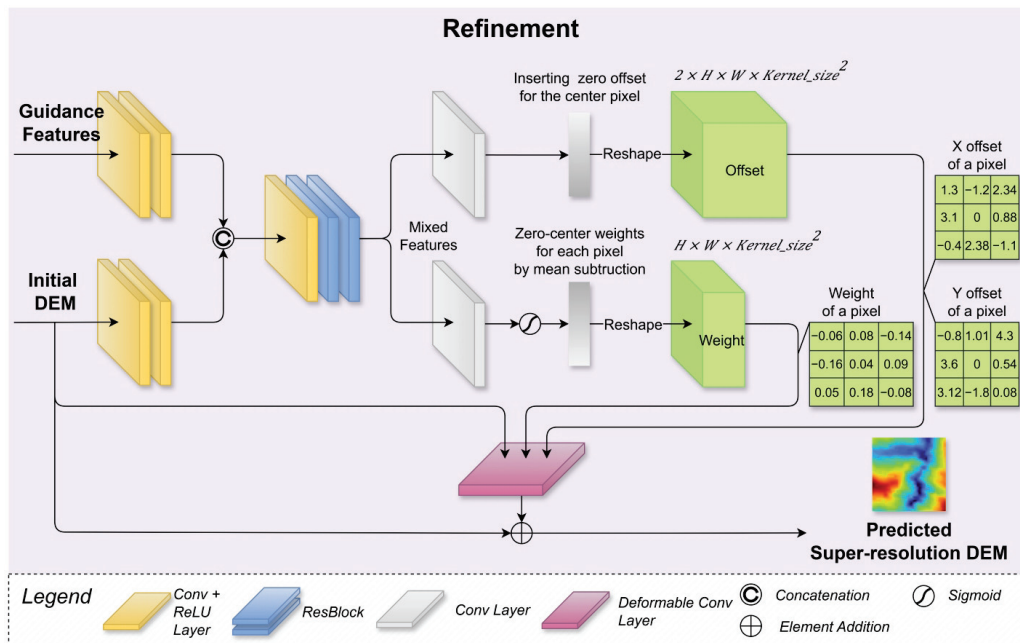 Refinement
Guidance
Features
Initial
DEM
Mixed
Features
Inserting zero offset
for the center pixel
Reshape
2 × H × W × Kernel_size²
Offset
Zero-center weights
for each pixel
by mean subtraction
Reshape
H × W × Kernel_size²
Weight
Weight
of a pixel
−0.06 0.08 −0.14
−0.16 0.04 0.09
0.05 0.18 −0.08
X offset
of a pixel
1.3 −1.2 2.34
3.1 0 0.88
−0.4 2.38 −1.1
Y offset
of a pixel
−0.8 1.01 4.3
3.6 0 0.54
3.12 −1.8 0.08
C
Predicted
Super-resolution DEM
Legend
Conv +
ReLU
Layer
ResBlock
Conv Layer
Deformable Conv
Layer
C Concatenation
Element Addition
Sigmoid